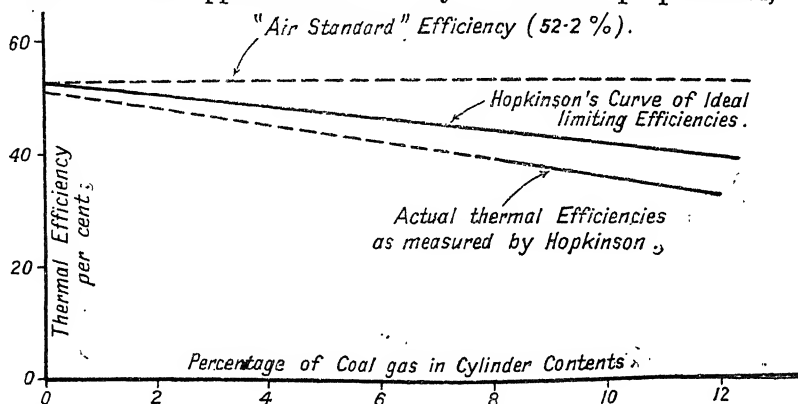 "Air Standard" Efficiency (52·2 %).
60
Hopkinson's Curve of Ideal
limiting Efficiencies.
40
Thermal Efficiency
per cent.
Actual thermal Efficiencies
as measured by Hopkinson.
20
Percentage of Coal gas in Cylinder Contents.
0
0 2 4 6 8 10 12